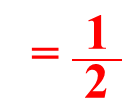 = 1/2